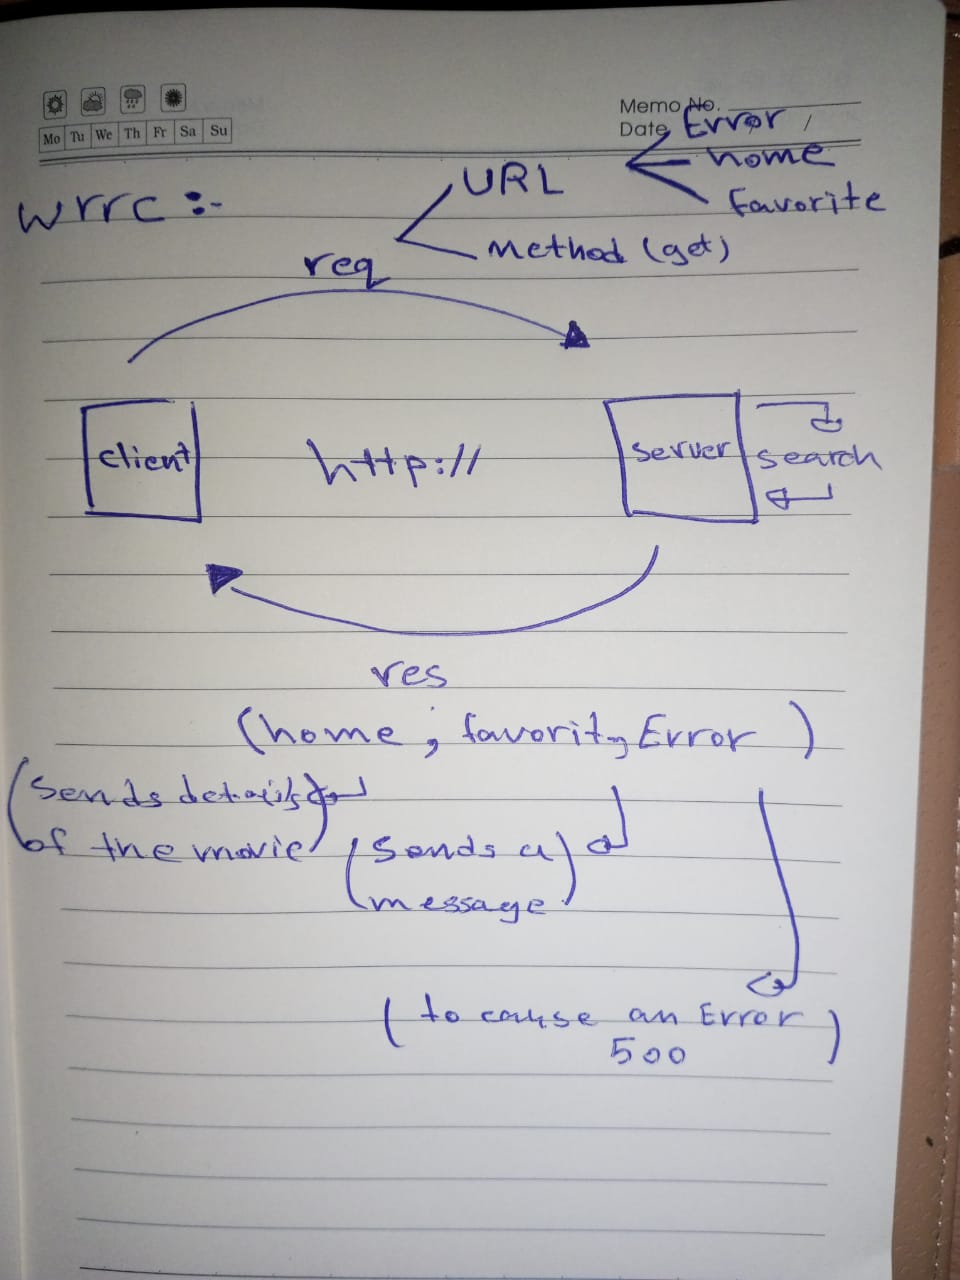 Memo No.
Date
Mo Tu We Th Fr Sa Su
Error
home
Favorite
URL
Method (get)
wrrc :-
req
client
http://
server
search
res
(home, favority Error)
(Sends details
of the movie)
(Sends a
message)
(to cause an Error
500)